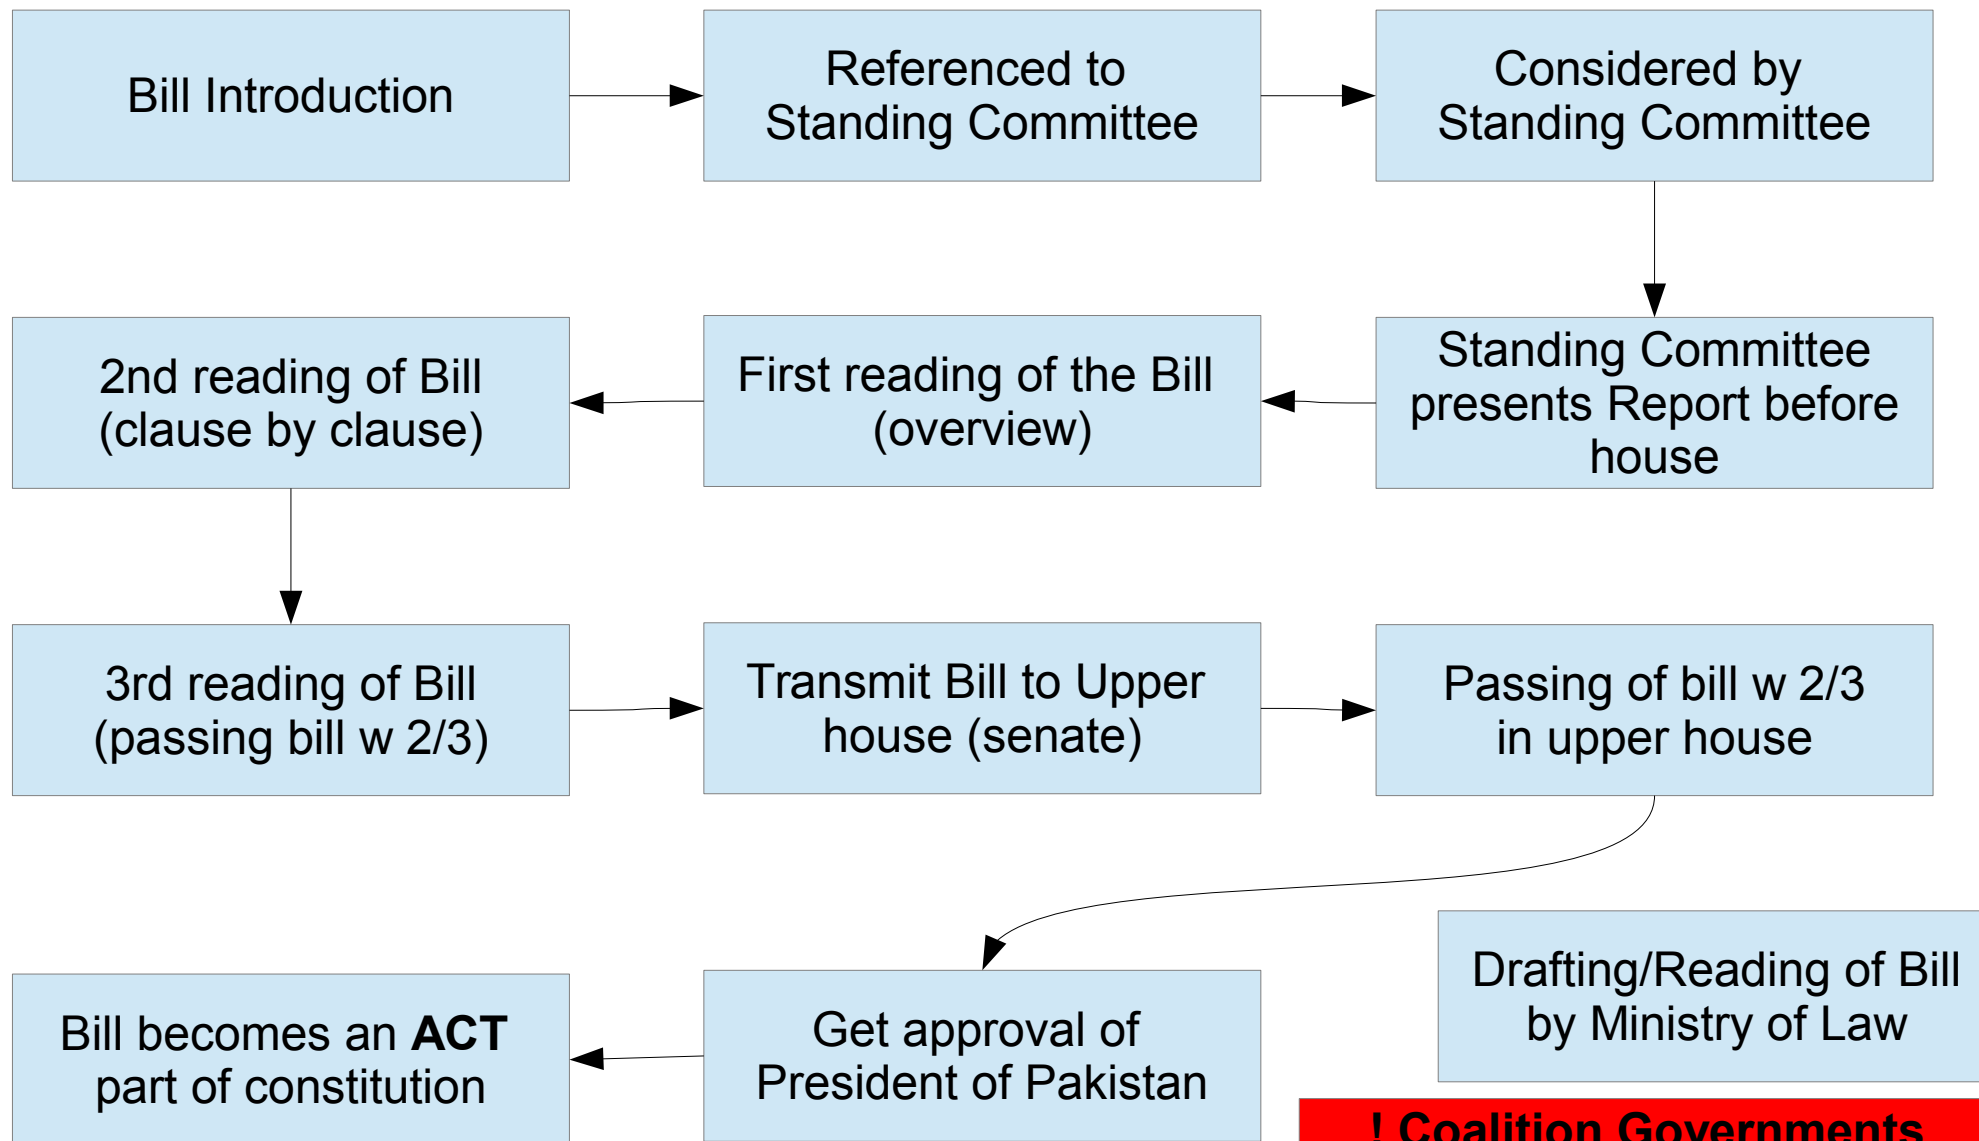 Bill Introduction
Referenced to
Standing Committee
Considered by
Standing Committee
2nd reading of Bill
(clause by clause)
First reading of the Bill
(overview)
Standing Committee
presents Report before
house
3rd reading of Bill
(passing bill w 2/3)
Transmit Bill to Upper
house (senate)
Passing of bill w 2/3
in upper house
Bill becomes an ACT
part of constitution
Get approval of
President of Pakistan
Drafting/Reading of Bill
by Ministry of Law
! Coalition Governments